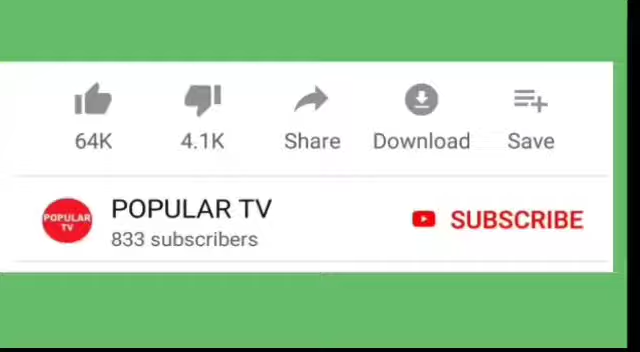 64K 4.1K Share Download Save
POPULAR TV
POPULAR TV
833 subscribers
SUBSCRIBE